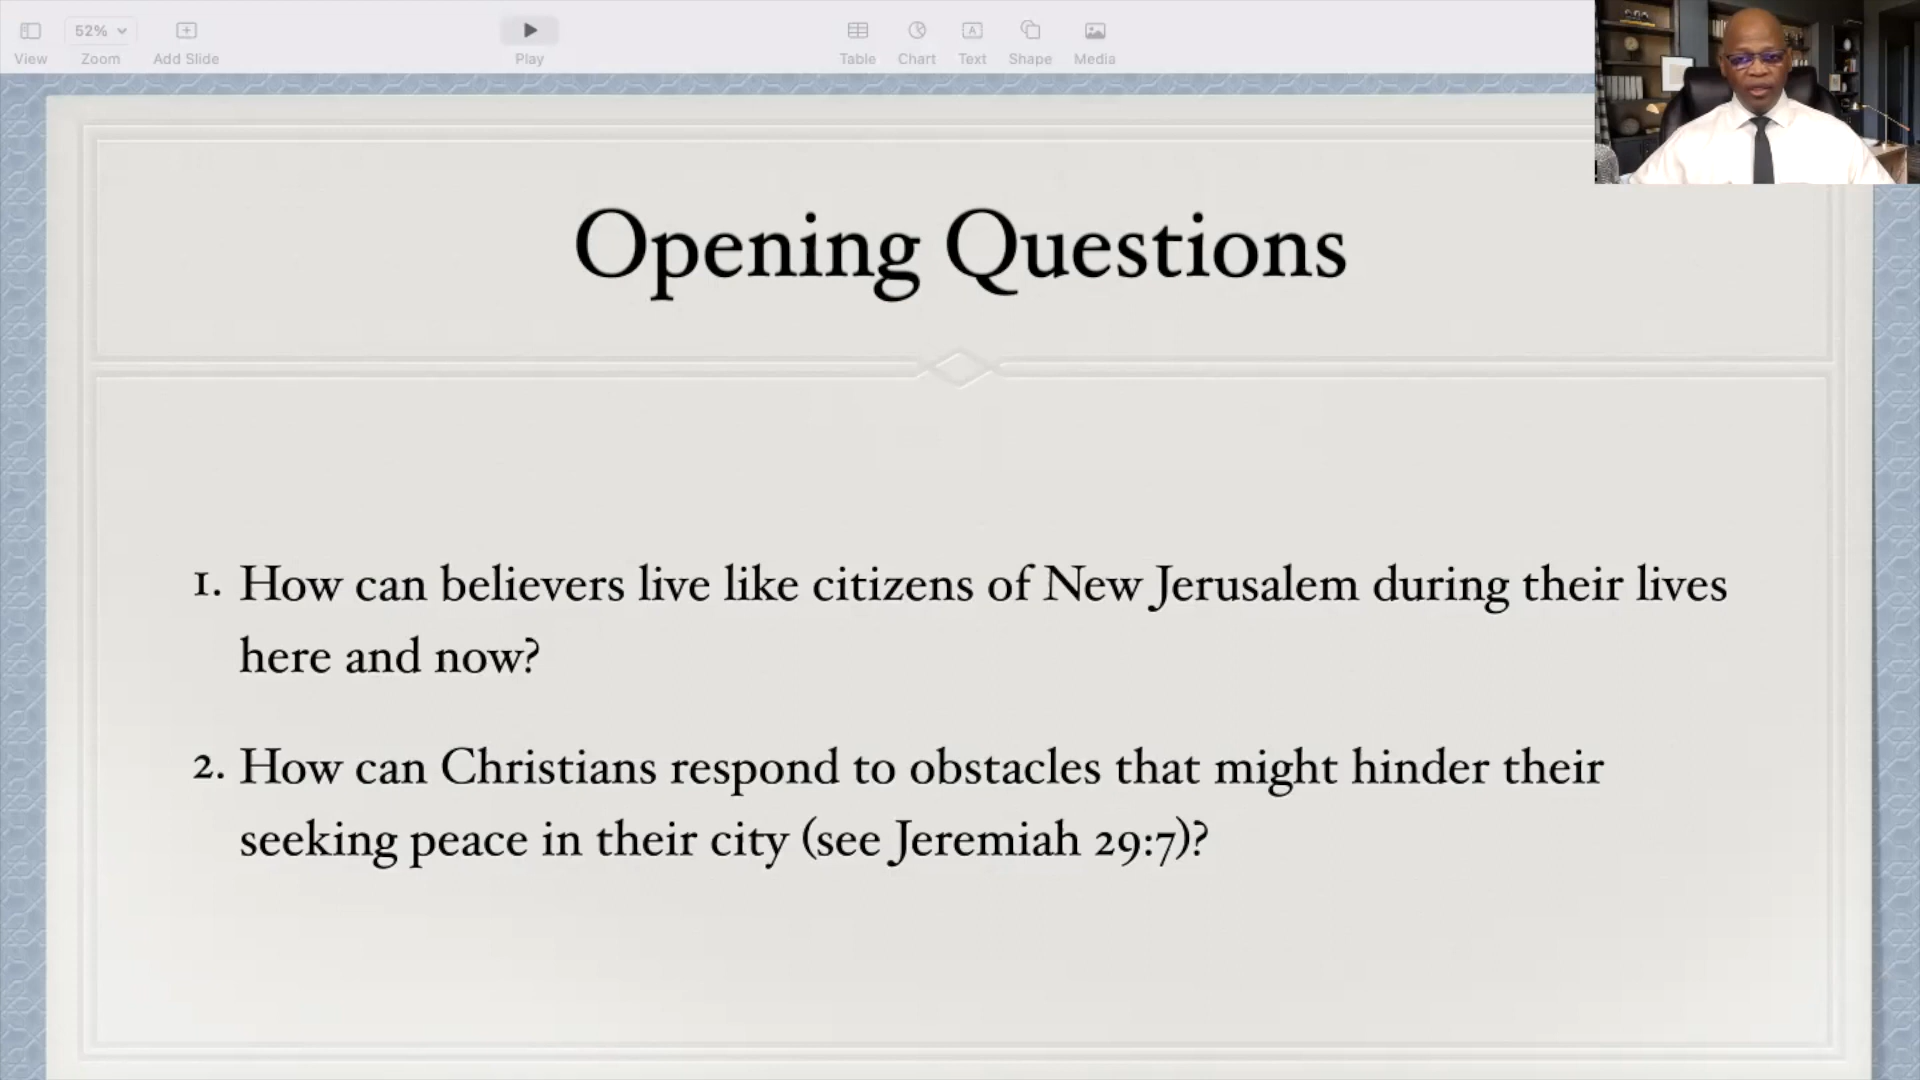 52%
View
Zoom
Add Slide
Play
Table
Chart
Text
Shape
Media
Opening Questions
1. How can believers live like citizens of New Jerusalem during their lives
here and now?
2. How can Christians respond to obstacles that might hinder their
seeking peace in their city (see Jeremiah 29:7)?